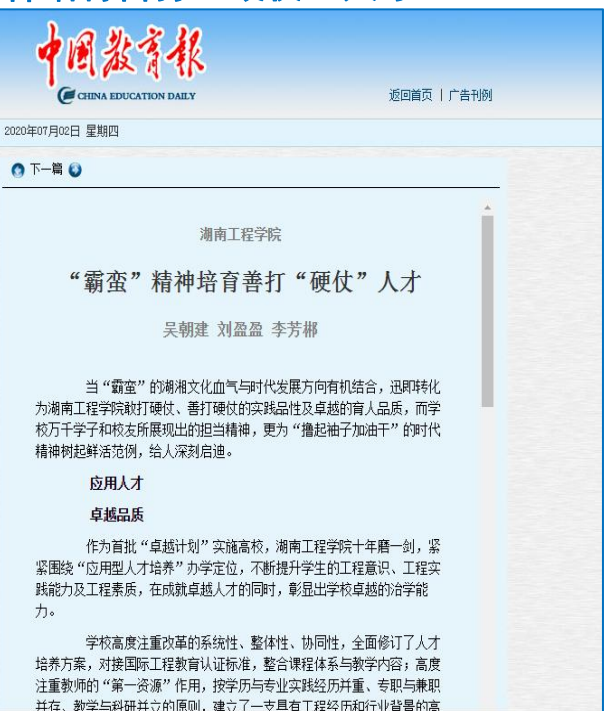 中国教育报
CHINA EDUCATION DAILY
返回首页 | 广告刊例
2020年07月02日 星期四
下一篇
湖南工程学院
“霸蛮”精神培育善打“硬仗”人才
吴朝建 刘盈盈 李芳郴
当“霸蛮”的湖湘文化血气与时代发展方向有机结合，迅即转化
为湖南工程学院敢打硬仗、善打硬仗的实践品性及卓越的育人品质，而学
校万千学子和校友所展现出的担当精神，更为“撸起袖子加油干”的时代
精神树起鲜活范例，给人深刻启迪。
应用人才
卓越品质
作为首批“卓越计划”实施高校，湖南工程学院十年磨一剑，紧
紧围绕“应用型人才培养”办学定位，不断提升学生的工程意识、工程实
践能力及工程素质，在成就卓越人才的同时，彰显出学校卓越的治学能
力。
学校高度注重改革的系统性、整体性、协同性，全面修订了人才
培养方案，对接国际工程教育认证标准，整合课程体系与教学内容；高度
注重教师的“第一资源”作用，按学历与专业实践经历并重、专职与兼职
并存、教学与科研并立的原则，建立了一支具有工程经历和行业背景的高